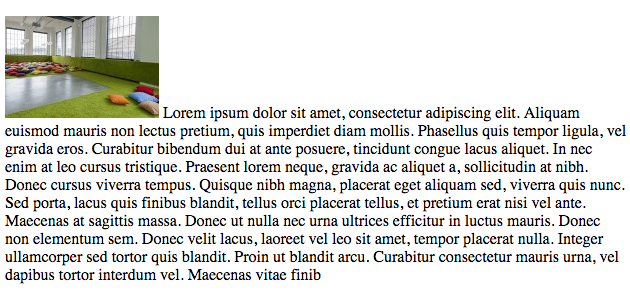 Lorem ipsum dolor sit amet, consectetur adipiscing elit. Aliquam
euismod mauris non lectus pretium, quis imperdiet diam mollis. Phasellus quis tempor ligula, vel
gravida eros. Curabitur bibendum dui at ante posuere, tincidunt congue lacus aliquet. In nec
enim at leo cursus tristique. Praesent lorem neque, gravida ac aliquet a, sollicitudin at nibh.
Donec cursus viverra tempus. Quisque nibh magna, placerat eget aliquam sed, viverra quis nunc.
Sed porta, lacus quis finibus blandit, tellus orci placerat tellus, et pretium erat nisi vel ante.
Maecenas at sagittis massa. Donec ut nulla nec urna ultrices efficitur in luctus mauris. Donec
non elementum sem. Donec velit lacus, laoreet vel leo sit amet, tempor placerat nulla. Integer
ullamcorper sed tortor quis blandit. Proin ut blandit arcu. Curabitur consectetur mauris urna, vel
dapibus tortor interdum vel. Maecenas vitae finib